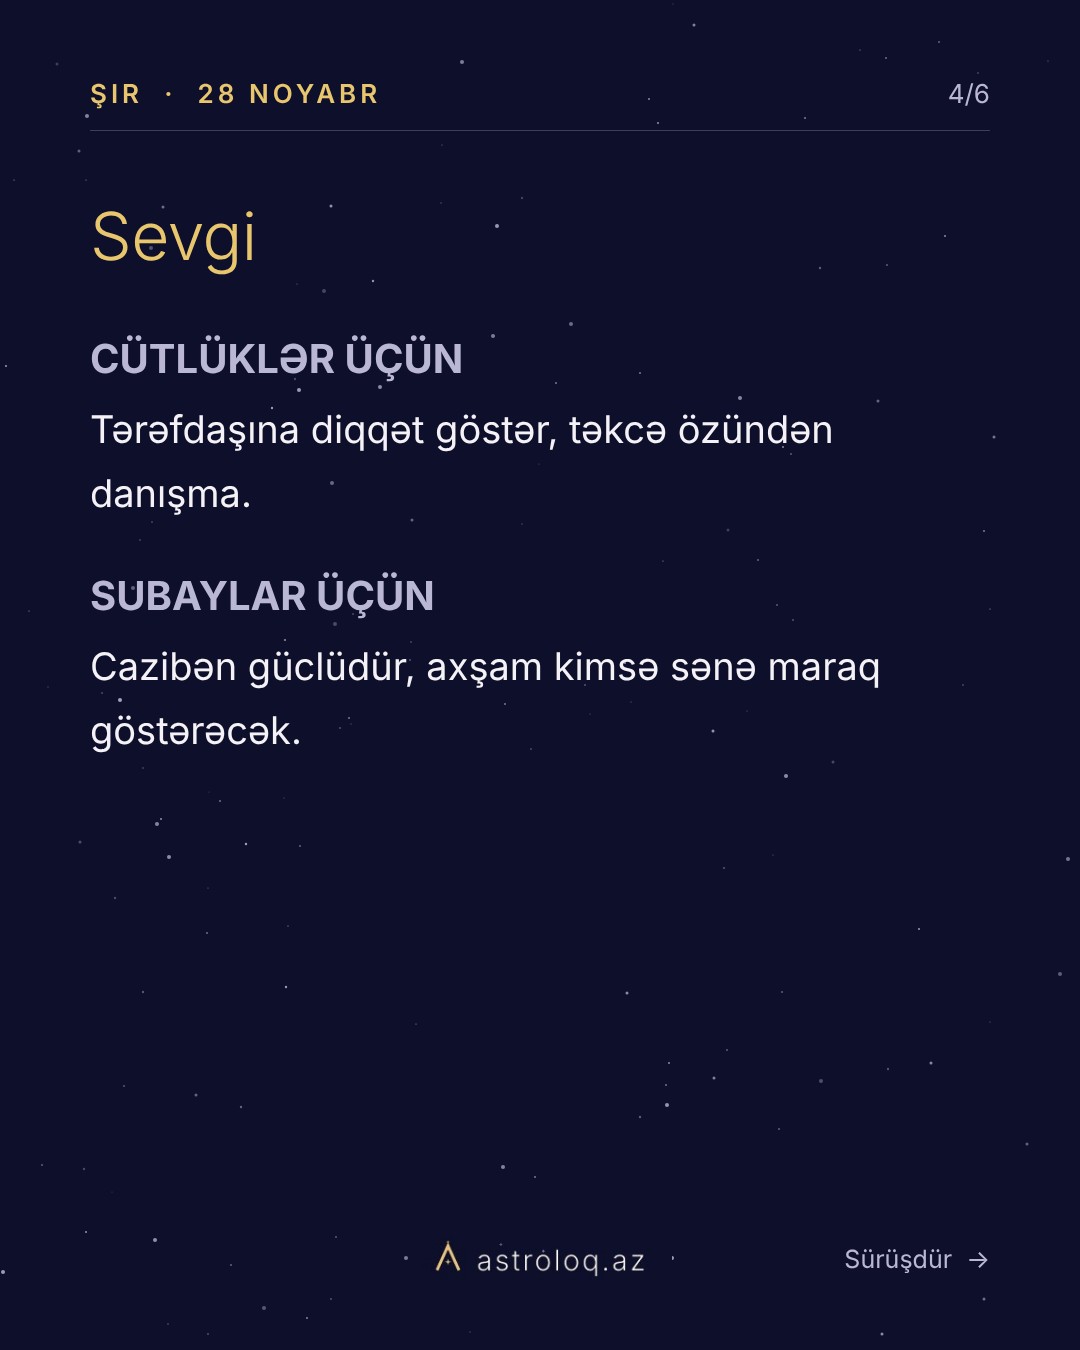 ŞIR · 28 NOYABR
4/6
Sevgi
CÜTLÜKLƏR ÜÇÜN
Tərəfdaşına diqqət göstər, təkcə özündən
danışma.
SUBAYLAR ÜÇÜN
Cazibən güclüdür, axşam kimsə sənə maraq
göstərəcək.
astroloq.az
Sürüşdür →